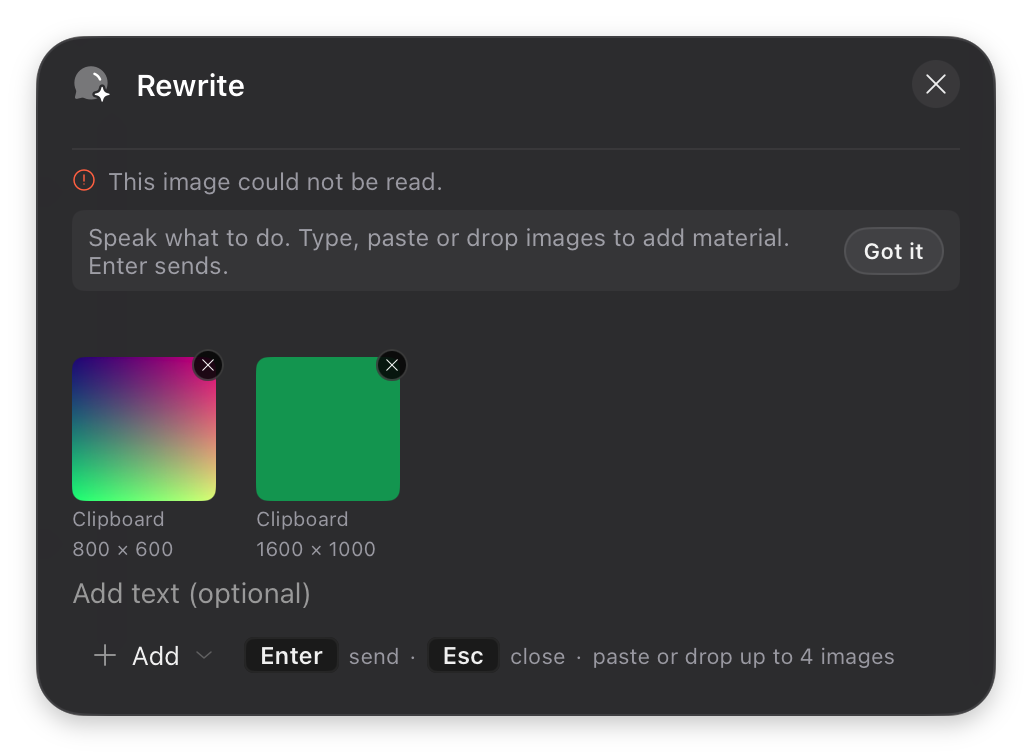 Rewrite
This image could not be read.
Speak what to do. Type, paste or drop images to add material.
Enter sends.
Got it
Clipboard
800 × 600
Clipboard
1600 × 1000
Add text (optional)
Add
Enter send · Esc close · paste or drop up to 4 images